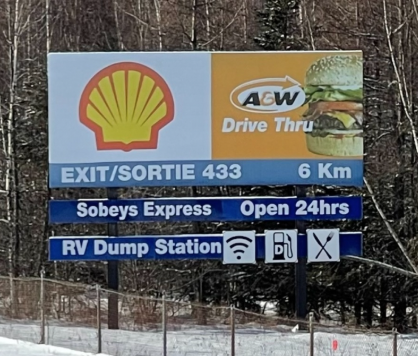 A&W
Drive Thru
EXIT/SORTIE 433 6 Km
Sobeys Express Open 24hrs
RV Dump Station